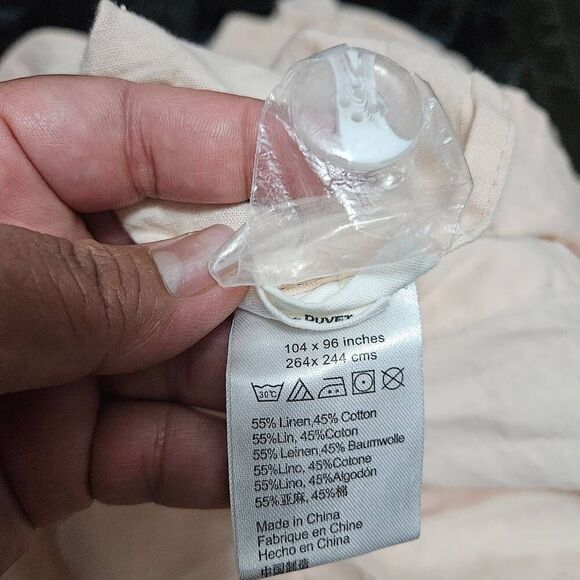 DUVET
104 x 96 inches
264x 244 cms
30°C
55% Linen,45% Cotton
55%Lin, 45%Coton
55% Leinen,45% Baumwolle
55%Lino, 45%Cotone
55%Lino, 45%Algodón
55%亚麻, 45%棉
Made in China
Fabrique en Chine
Hecho en China
中国制造